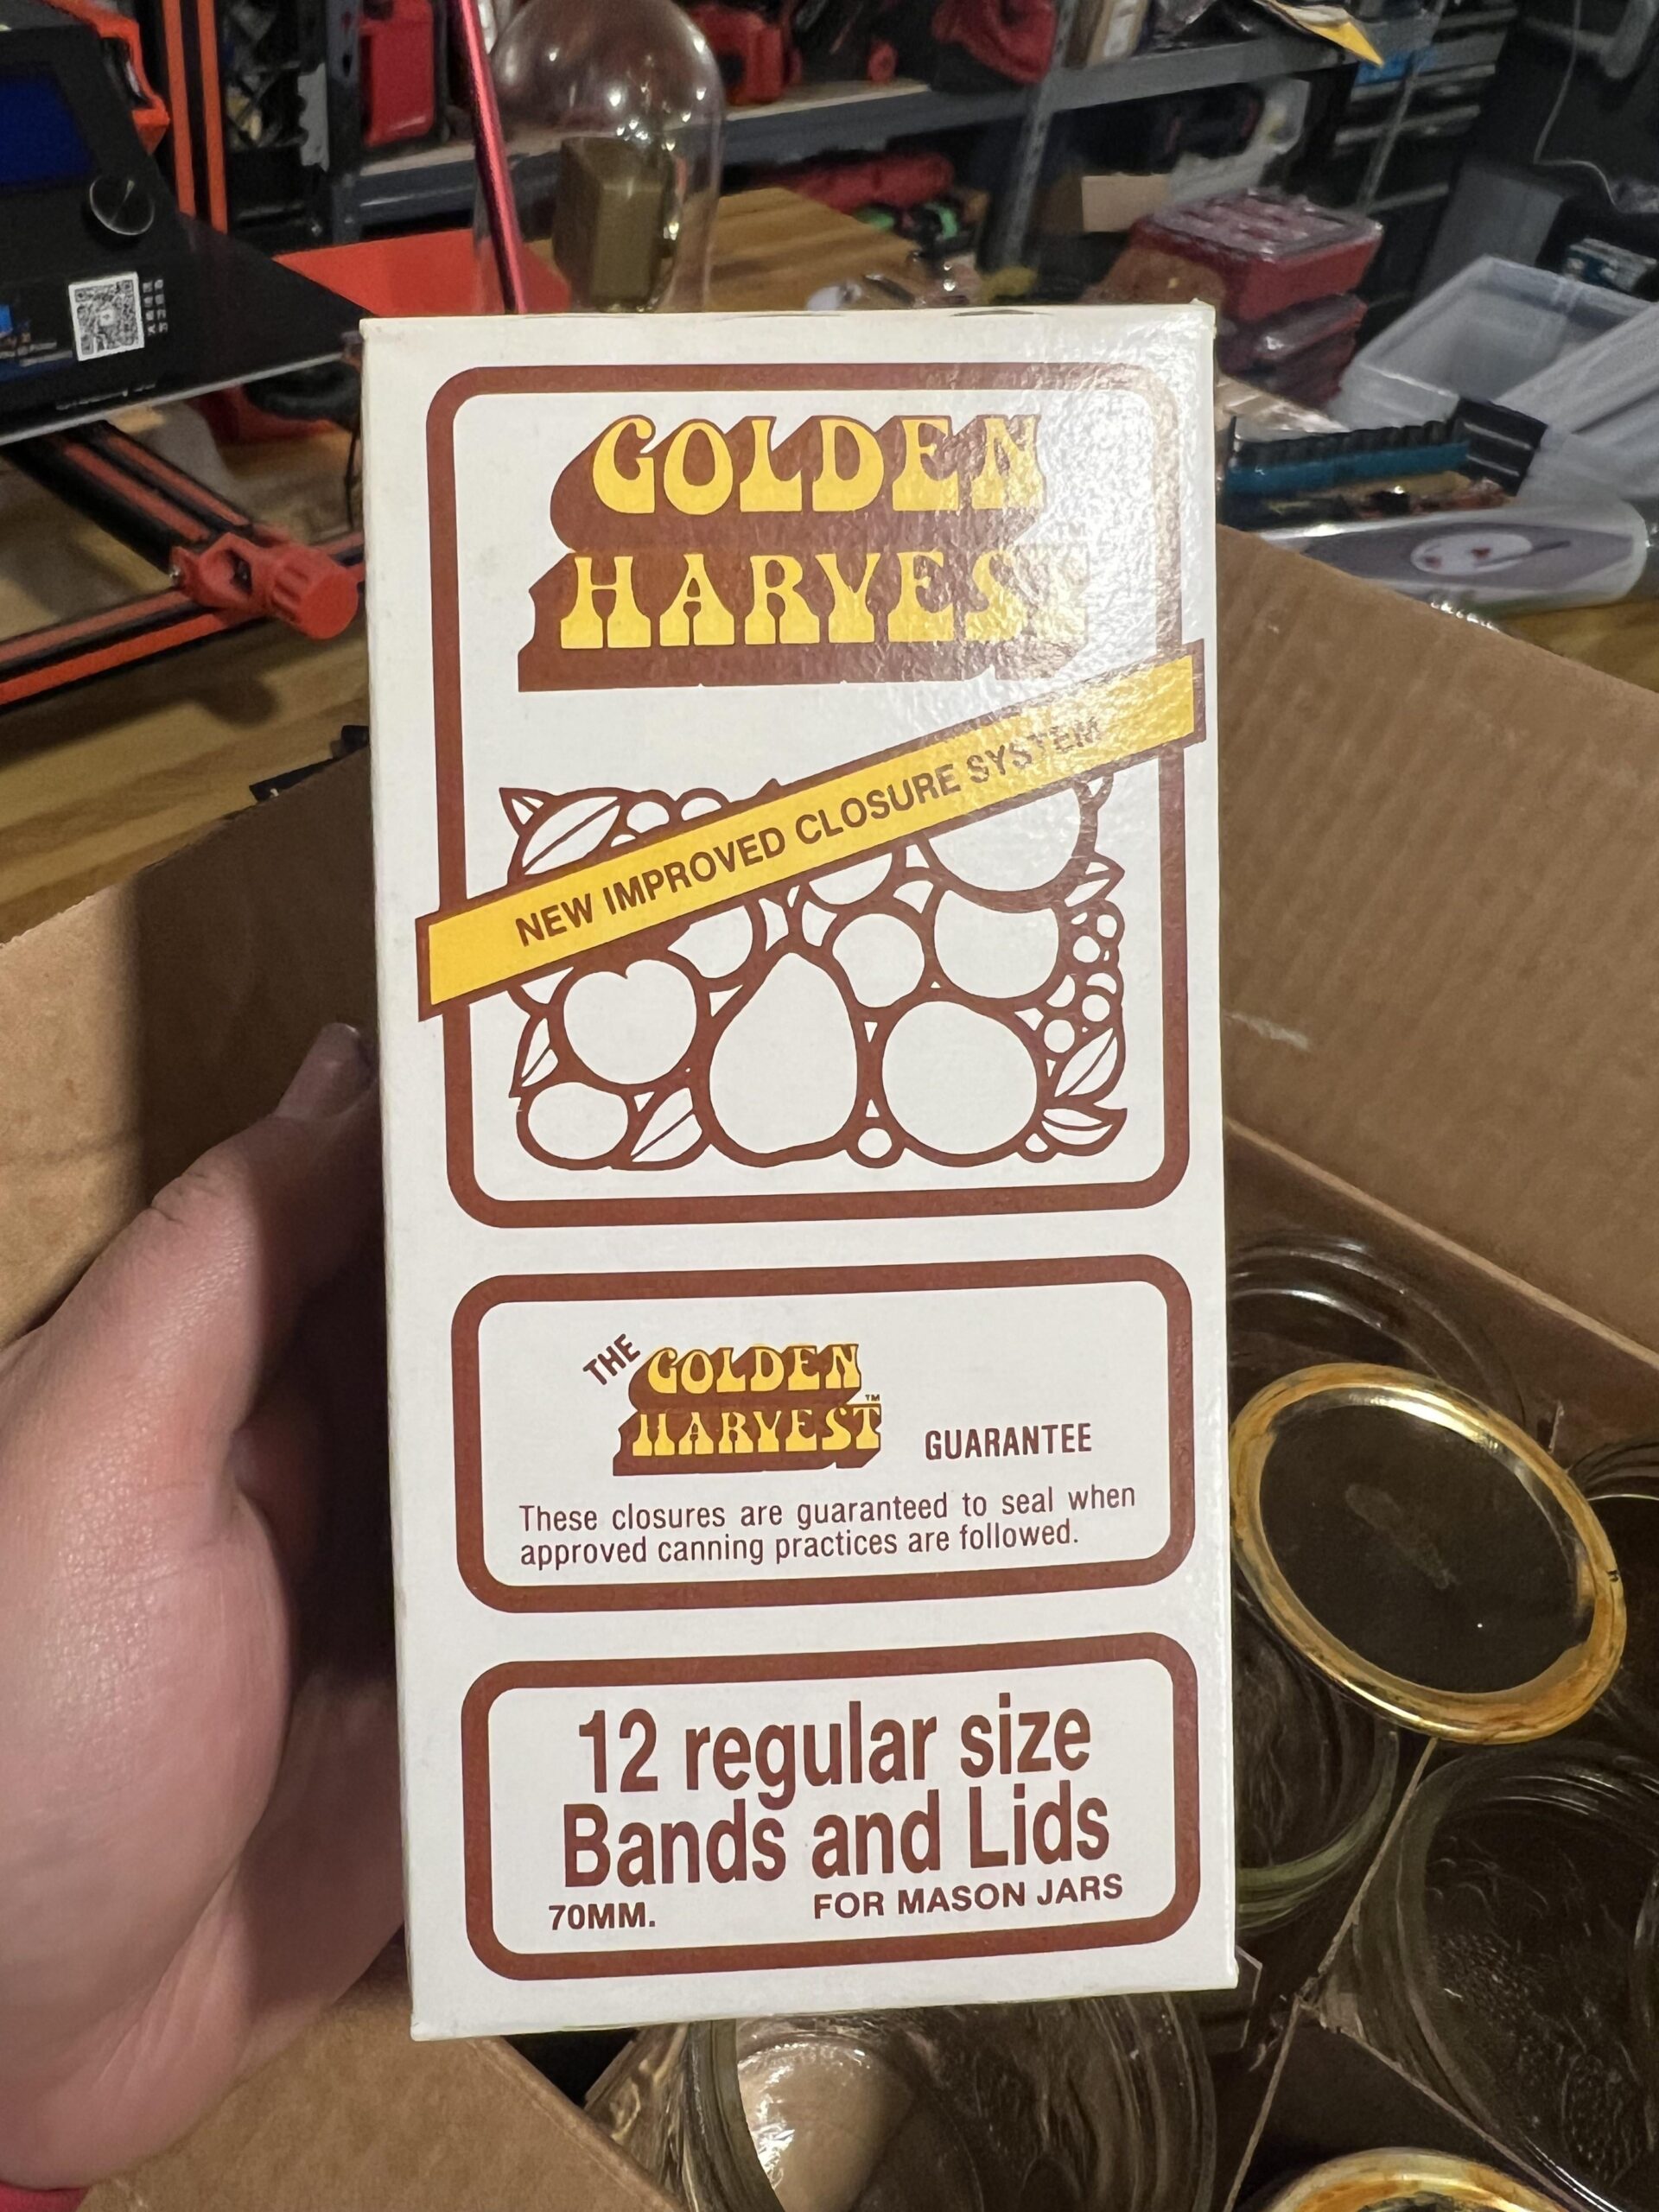 GOLDEN
HARVEST
NEW IMPROVED CLOSURE SYSTEM
THE
GOLDEN
HARVEST™
GUARANTEE
These closures are guaranteed to seal when
approved canning practices are followed.
12 regular size
Bands and Lids
70MM.
FOR MASON JARS